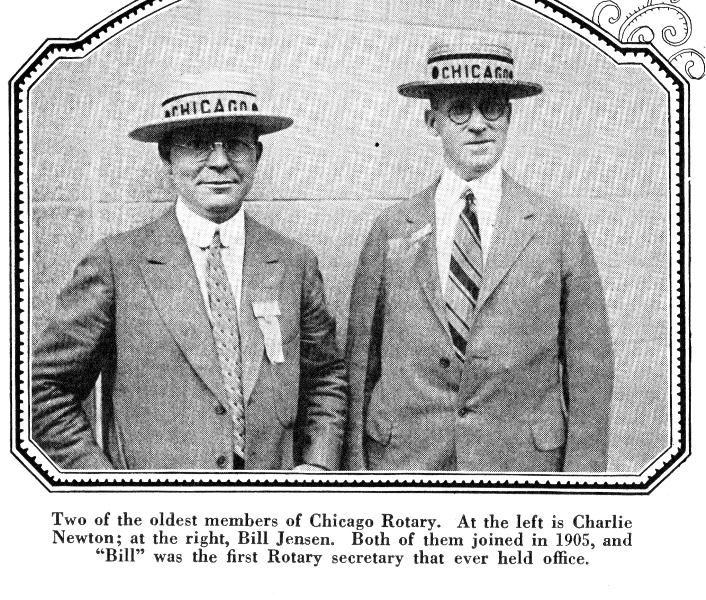 CHICAGO
CHICAGO
Two of the oldest members of Chicago Rotary. At the left is Charlie
Newton; at the right, Bill Jensen. Both of them joined in 1905, and
“Bill” was the first Rotary secretary that ever held office.